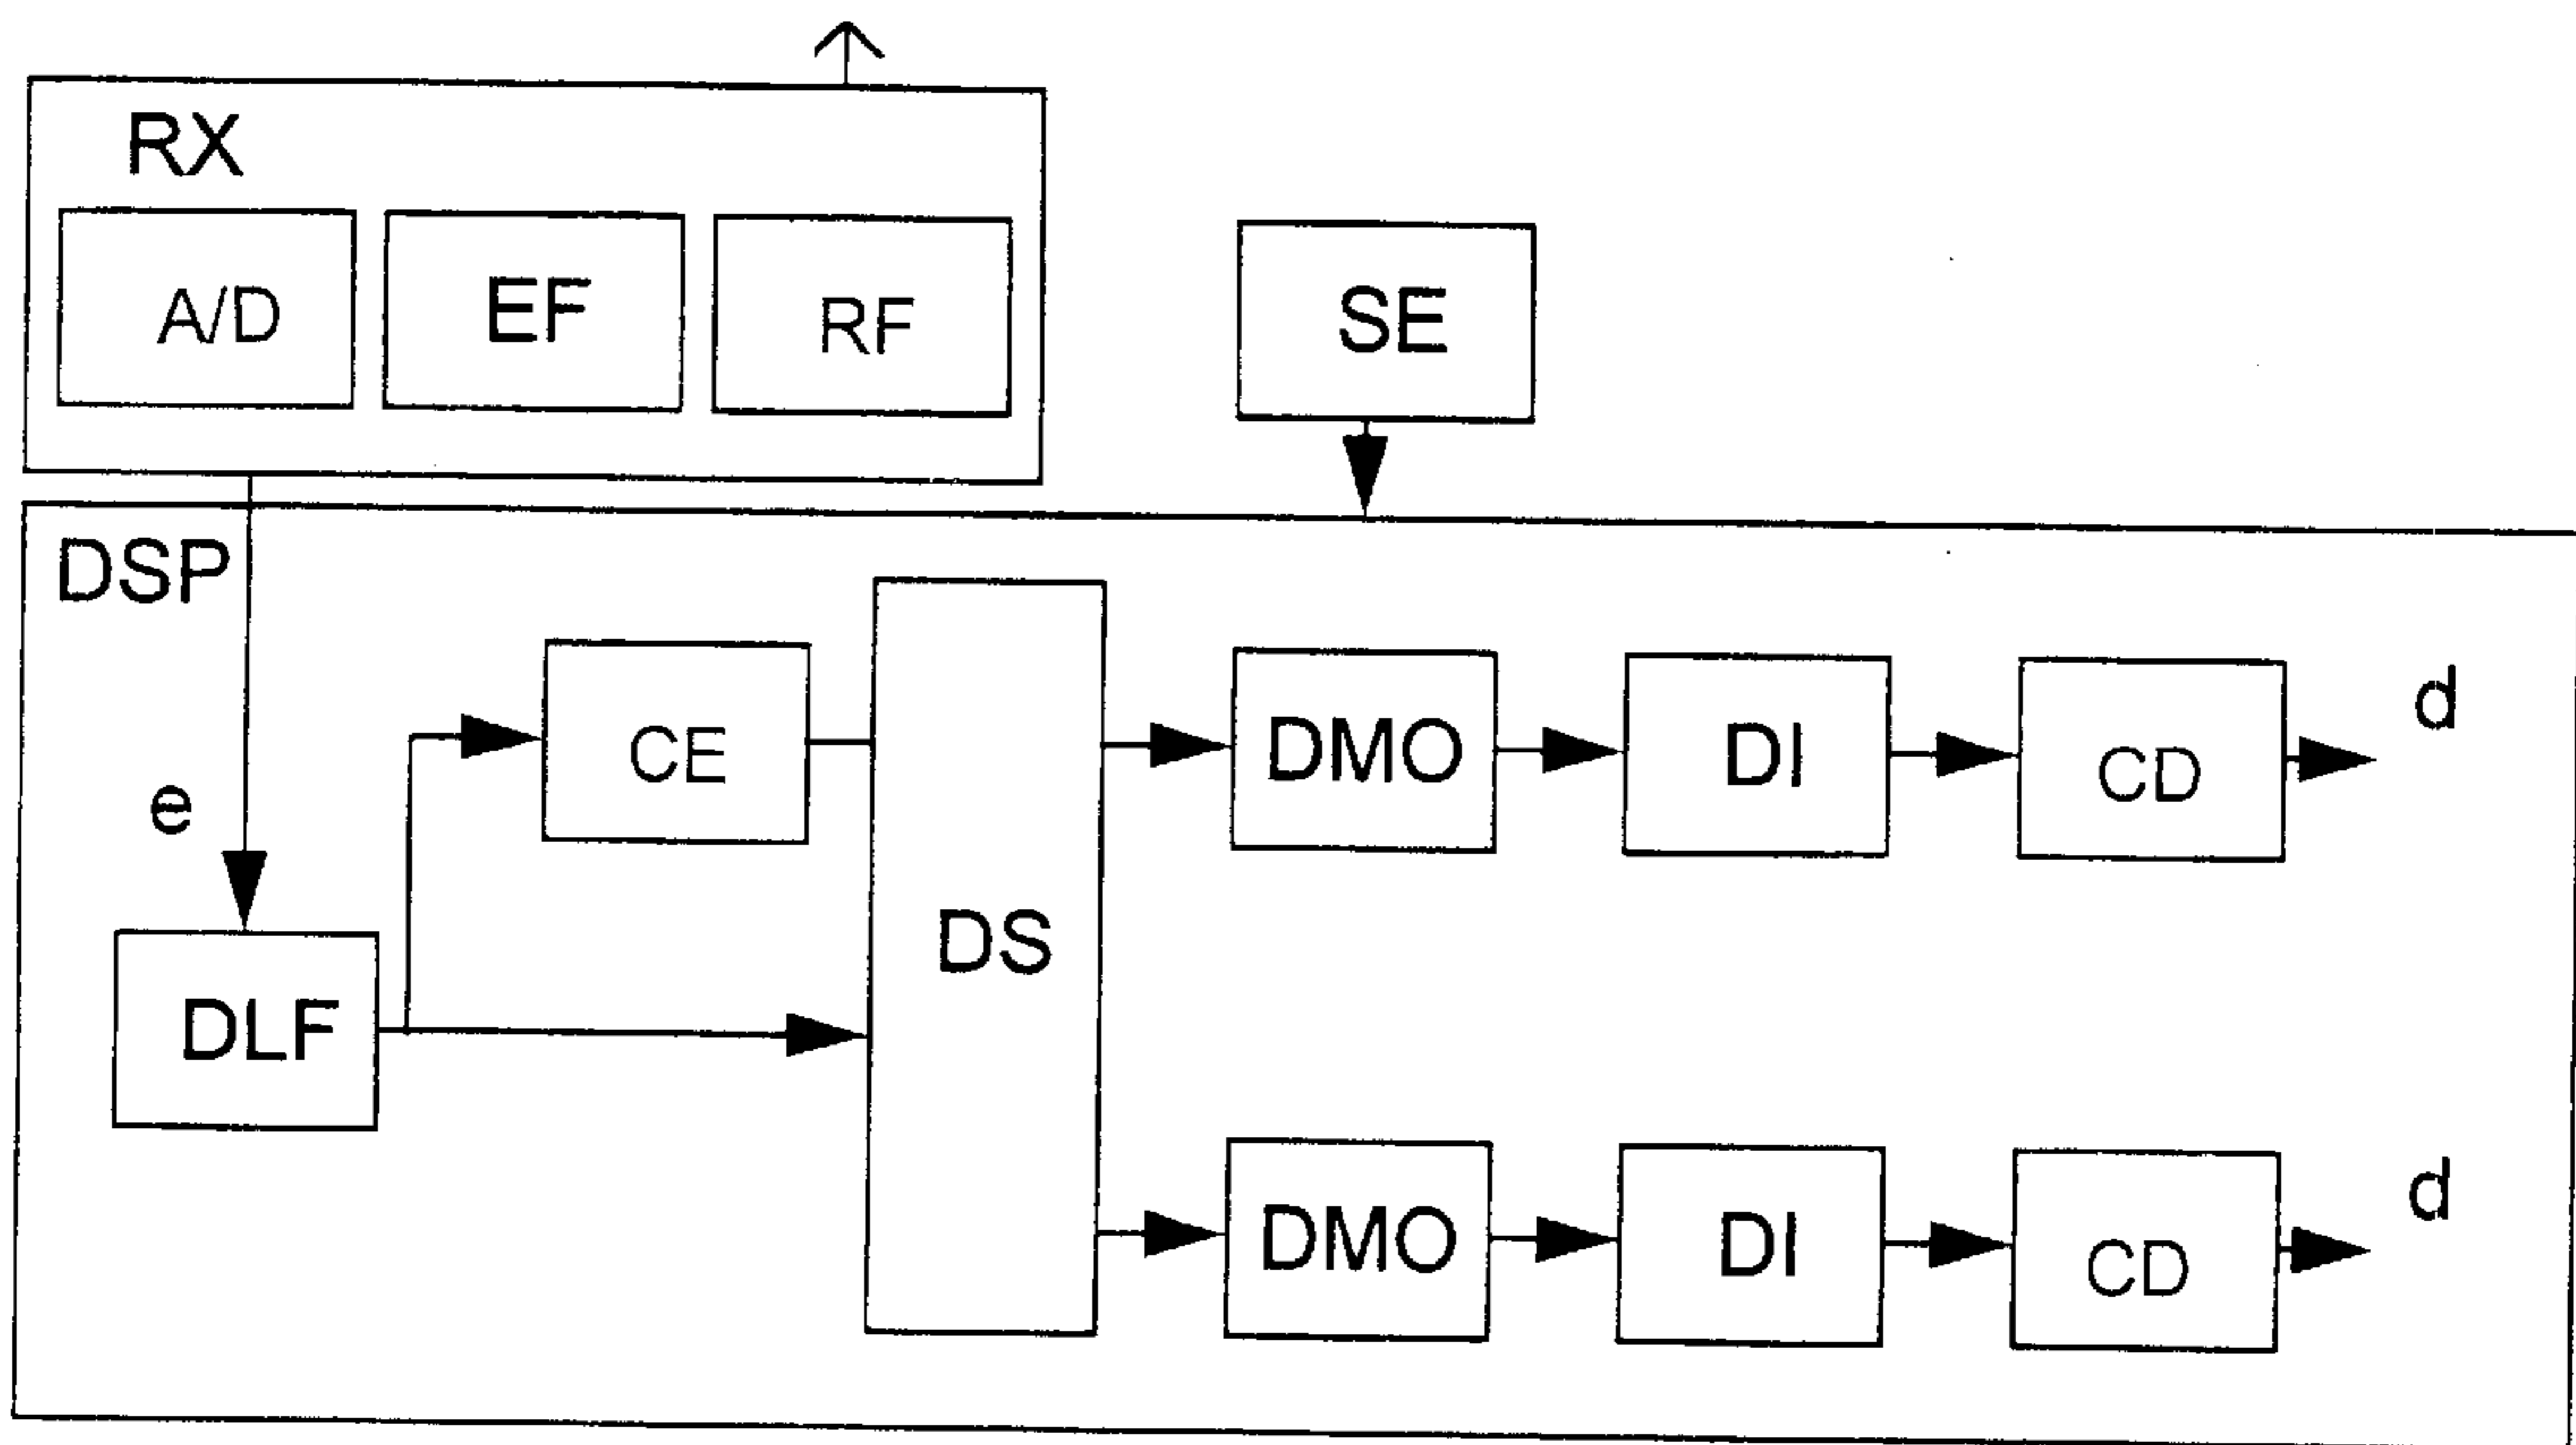 RX
A/D EF RF
SE
DSP
CE
DMO DI CD d
e
DS
DLF
DMO DI CD d